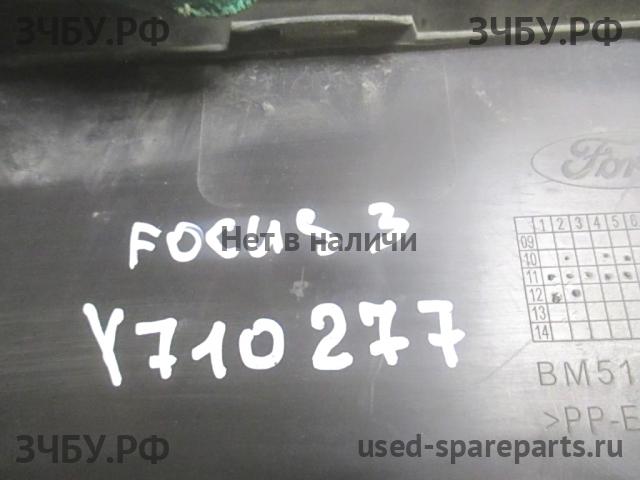 ЗЧБУ.РФ ЗЧБУ.РФ
Ford
FOCUS 3
Нет в наличи
1 2 3 4 5 6
09
10
11
12
13
14
Y710277
BM51
>PP-E
ЗЧБУ.РФ used-spareparts.ru